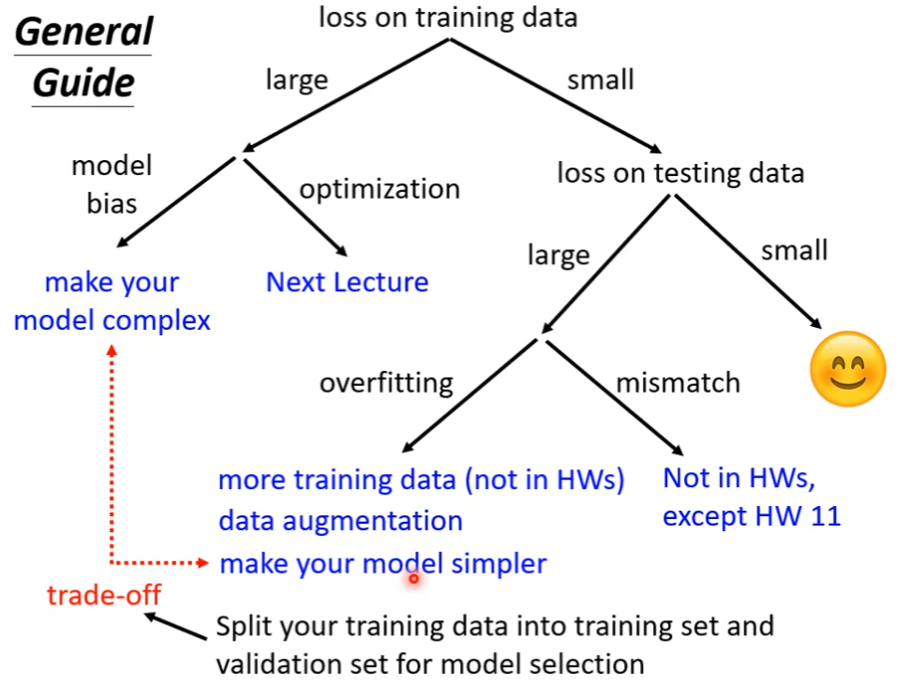 General
Guide
loss on training data
large
small
model
bias
optimization
loss on testing data
make your
model complex
Next Lecture
large
small
overfitting
mismatch
more training data (not in HWs)
data augmentation
make your model simpler
Not in HWs,
except HW 11
trade-off
Split your training data into training set and
validation set for model selection